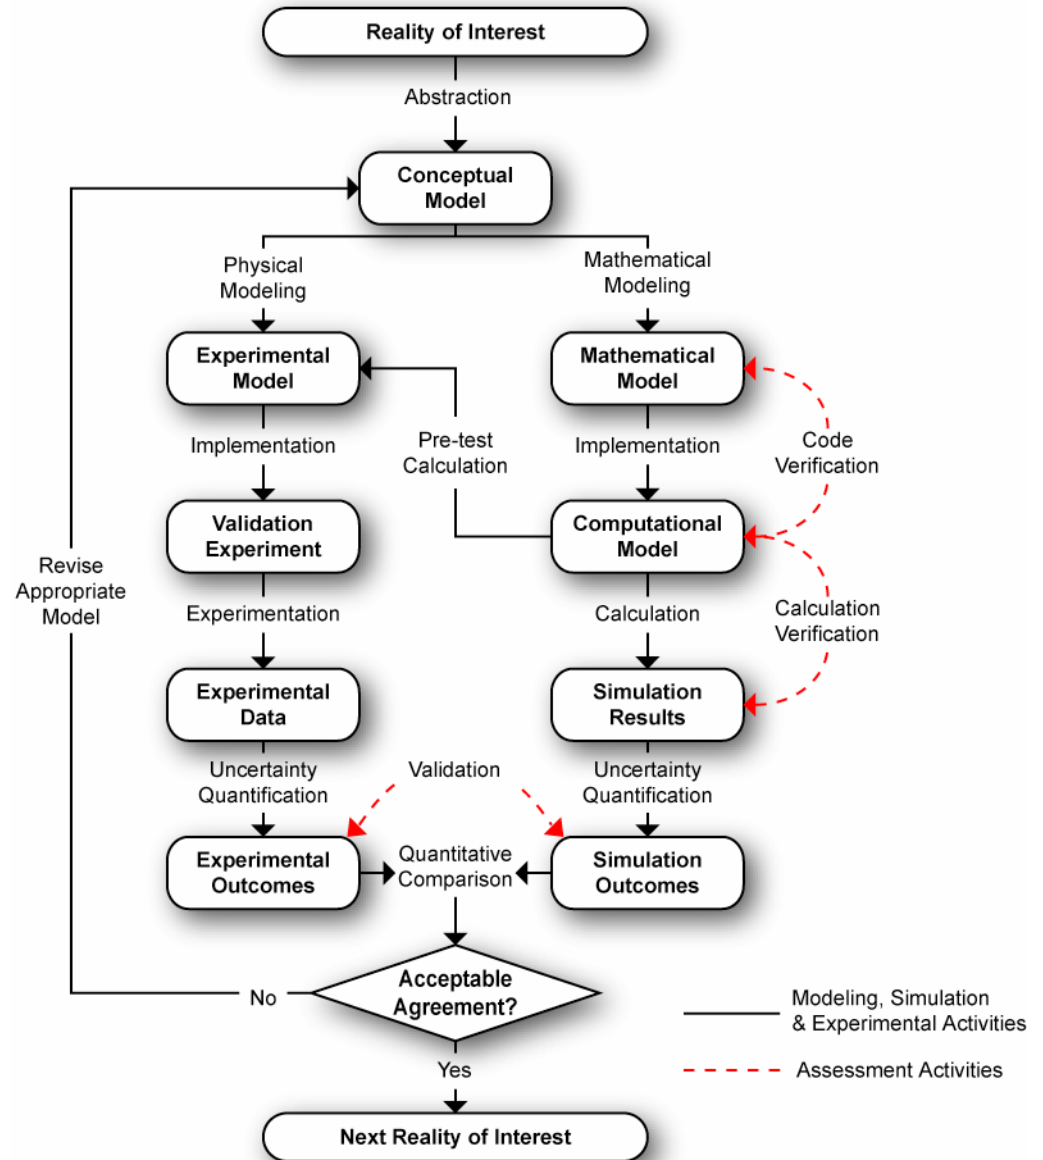 Reality of Interest
Abstraction
Conceptual
Model
Physical
Modeling
Mathematical
Modeling
Experimental
Model
Mathematical
Model
Implementation
Pre-test
Calculation
Implementation
Code
Verification
Validation
Experiment
Computational
Model
Revise
Appropriate
Model
Experimentation
Calculation
Calculation
Verification
Experimental
Data
Simulation
Results
Uncertainty
Quantification
Validation
Uncertainty
Quantification
Experimental
Outcomes
Quantitative
Comparison
Simulation
Outcomes
Acceptable
Agreement?
No
Modeling, Simulation
& Experimental Activities
Yes
Assessment Activities
Next Reality of Interest